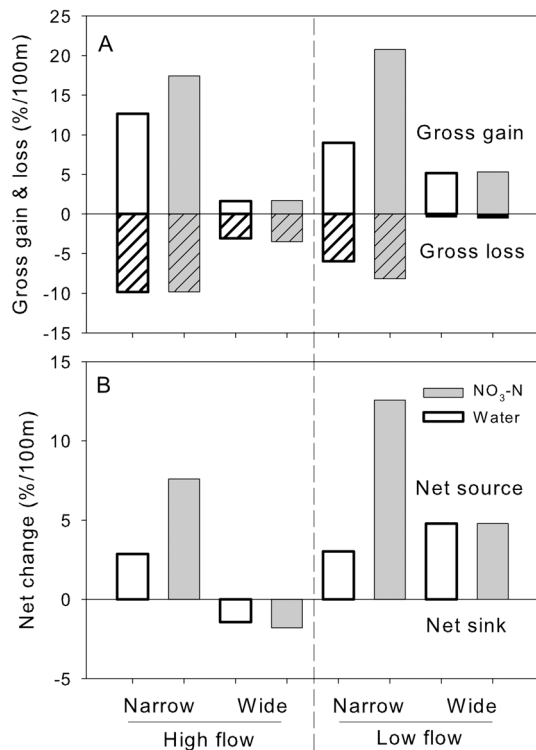 A
Gross gain & loss (%/100m)
25
20
15
10
5
0
-5
-10
-15
Gross gain
Gross loss
B
Net change (%/100m)
15
10
5
0
-5
NO3-N
Water
Net source
Net sink
Narrow Wide Narrow Wide
High flow Low flow